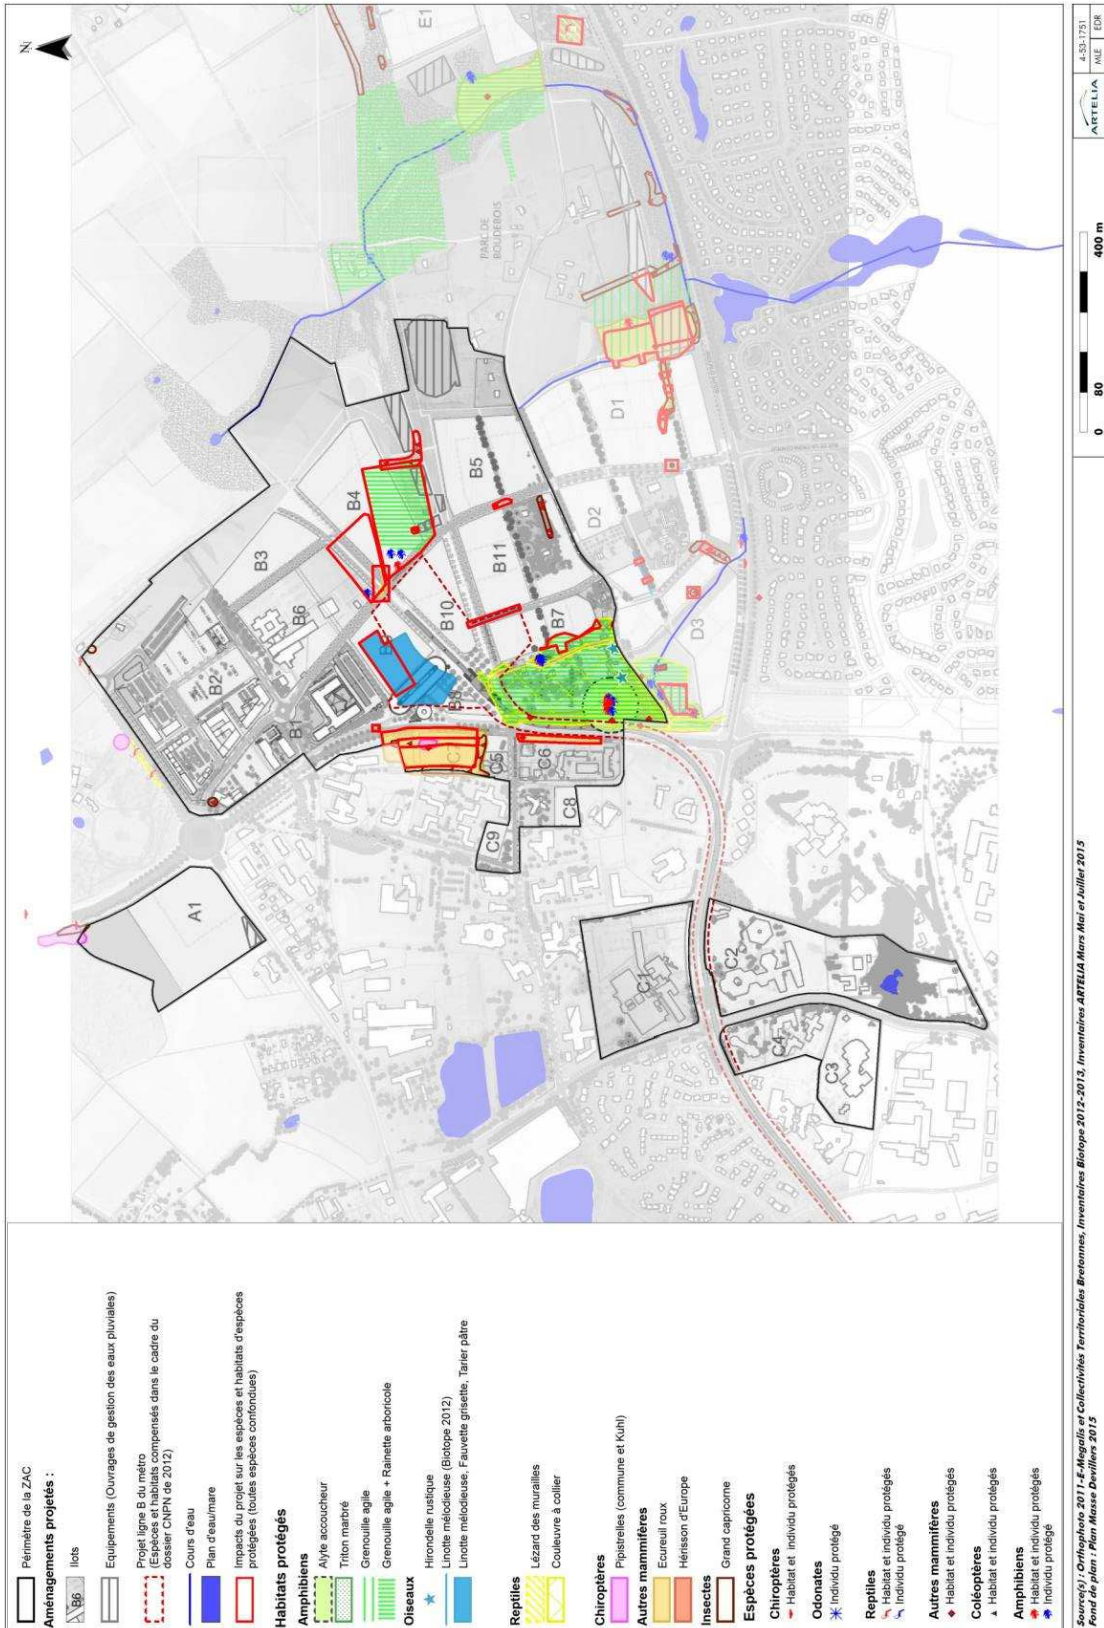 Périmètre de la ZAC
Aménagements projetés :
B6
Ilots
Equipements (Ouvrages de gestion des eaux pluviales)
Projet ligne B du métro
(Espèces et habitats compensés dans le cadre du
dossier CNPN de 2012)
Cours d'eau
Plan d'eau/mare
Impacts du projet sur les espèces et habitats d'espèces
protégées (toutes espèces confondues)
Habitats protégés
Amphibiens
Alyte accoucheur
Triton marbré
Grenouille agile
Grenouille agile + Rainette arboricole
Oiseaux
Hirondelle rustique
Linotte mélodieuse (Biotope 2012)
Linotte mélodieuse, Fauvette grisette, Tarier pâtre
Reptiles
Lézard des murailles
Couleuvre à collier
Chiroptères
Pipistrelles (commune et Kuhl)
Autres mammifères
Ecureuil roux
Hérisson d'Europe
Insectes
Grand capricorne
Espèces protégées
Chiroptères
Habitat et individu protégés
Odonates
Individu protégé
Reptiles
Habitat et individu protégés
Individu protégé
Autres mammifères
Habitat et individu protégés
Coléoptères
Habitat et individu protégés
Amphibiens
Habitat et individu protégés
Individu protégé
N
A1
B1
B2
B3
B4
B5
B6
B7
B10
B11
C1
C2
C3
C4
C5
C6
C8
C9
D1
D2
D3
E1
PARC DE
BOUDEBOIS
0 80 400 m
Source(s) : Orthophoto 2011 - E-Megalis et Collectivités Territoriales Bretonnes, Inventaires Biotope 2012-2013, Inventaires ARTELIA Mars Mai et Juillet 2015
Fond de plan : Plan Masse Devillers 2015
ARTELIA
4-53-1751
MLE EDR